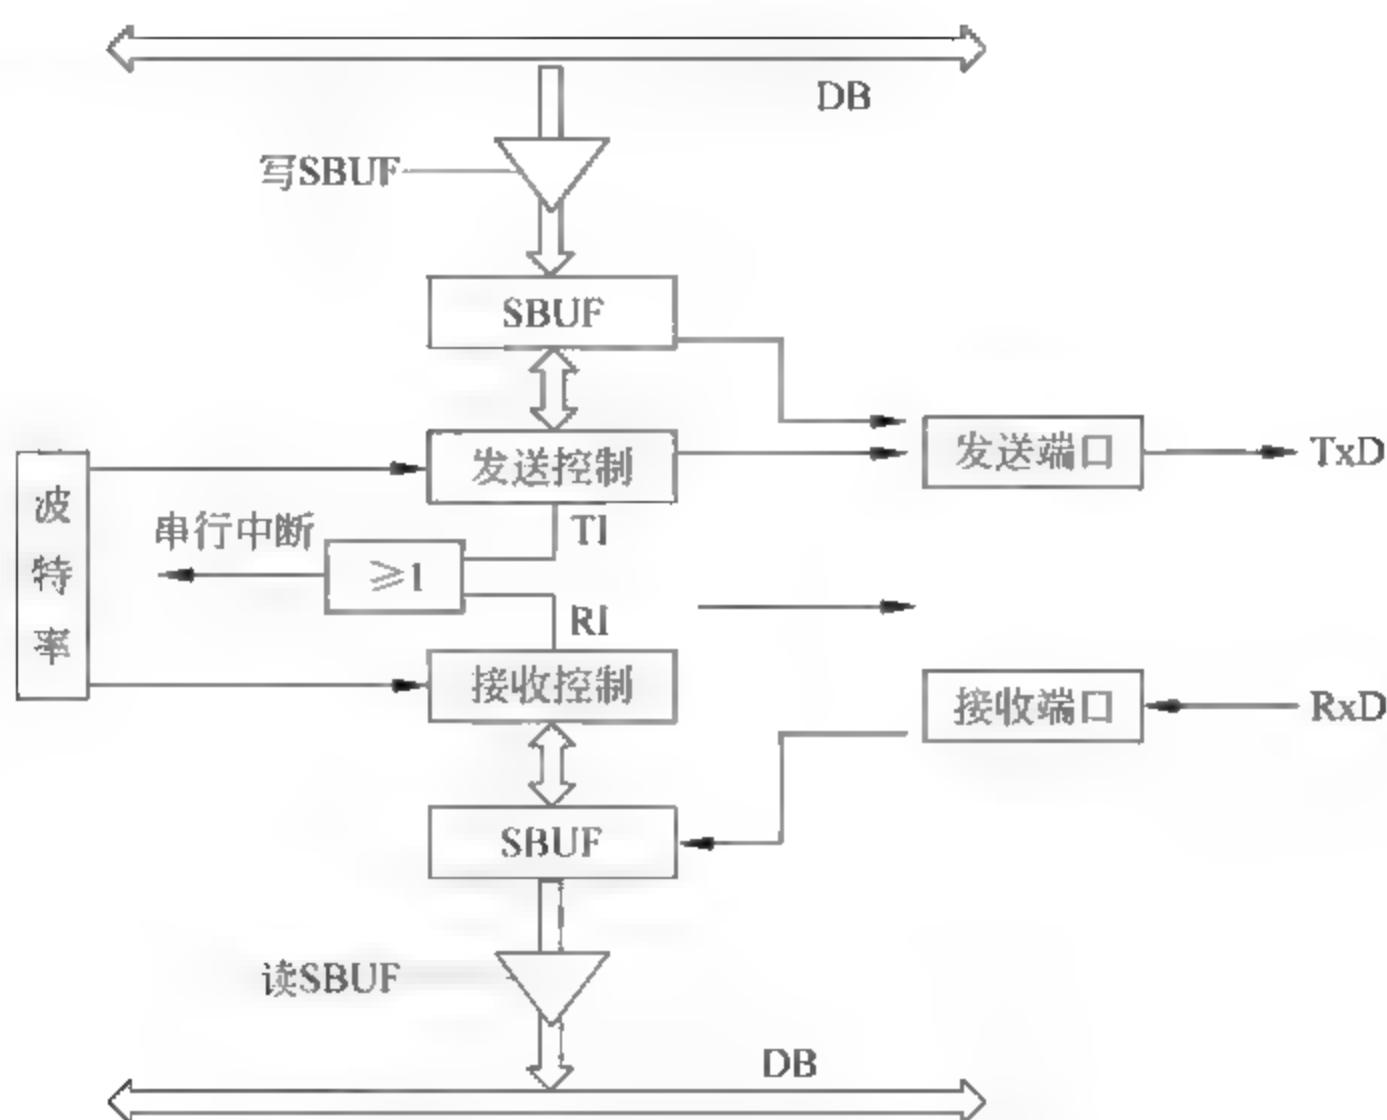 DB
写SBUF
SBUF
发送控制
发送端口
TxD
波
特
率
串行中断
TI
≥1
RI
接收控制
接收端口
RxD
SBUF
读SBUF
DB